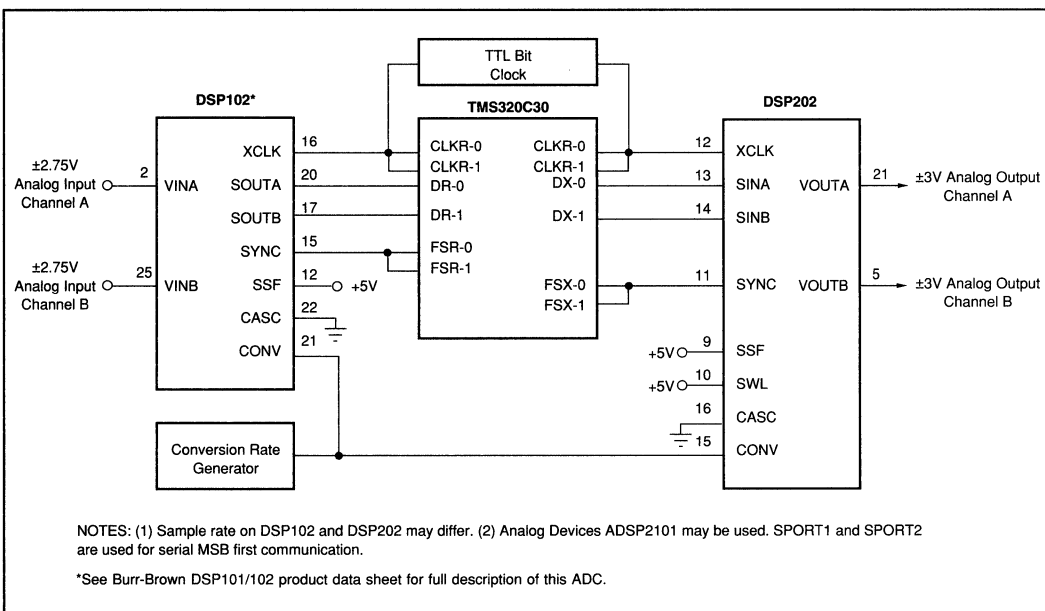 TTL Bit
Clock
DSP102*
TMS320C30
DSP202
XCLK
16
CLKR-0
CLKR-1
CLKR-0
CLKR-1
12
XCLK
±2.75V
Analog Input
Channel A
2
VINA
SOUTA
20
DR-0
DX-0
13
SINA
VOUTA
21
±3V Analog Output
Channel A
SOUTB
17
DR-1
DX-1
14
SINB
±2.75V
Analog Input
Channel B
25
VINB
SYNC
15
FSR-0
FSR-1
FSX-0
FSX-1
11
SYNC
VOUTB
5
±3V Analog Output
Channel B
SSF
12
+5V
CASC
22
CONV
21
+5V
9
SSF
+5V
10
SWL
16
CASC
15
CONV
Conversion Rate
Generator
NOTES: (1) Sample rate on DSP102 and DSP202 may differ. (2) Analog Devices ADSP2101 may be used. SPORT1 and SPORT2
are used for serial MSB first communication.
*See Burr-Brown DSP101/102 product data sheet for full description of this ADC.